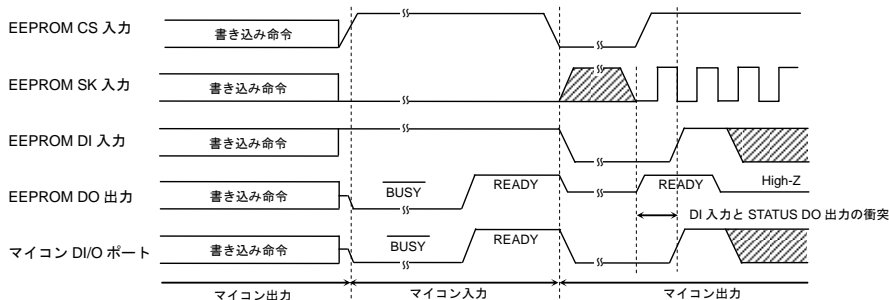 EEPROM CS 入力
書き込み命令
EEPROM SK 入力
書き込み命令
EEPROM DI 入力
書き込み命令
EEPROM DO 出力
書き込み命令
BUSY
READY
READY
High-Z
DI 入力と STATUS DO 出力の衝突
マイコン DI/O ポート
書き込み命令
BUSY
READY
マイコン出力
マイコン入力
マイコン出力